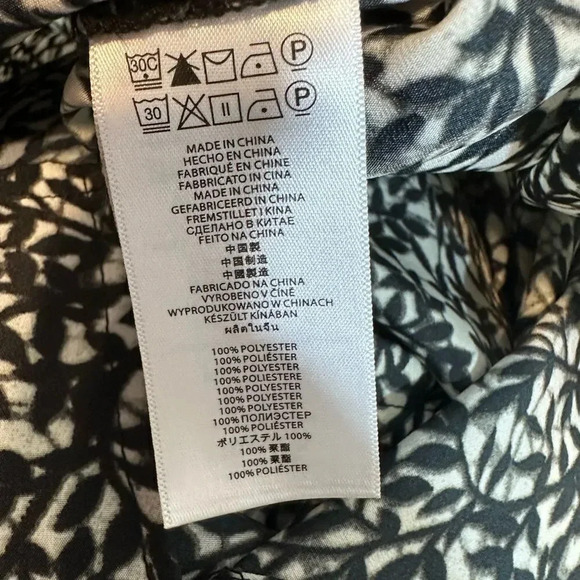 30C P
30 P
MADE IN CHINA
HECHO EN CHINA
FABRIQUÉ EN CHINE
FABBRICATO IN CINA
MADE IN CHINA
GEFABRICEERD IN CHINA
FREMSTILLET I KINA
СДЕЛАНО В КИТАЕ
FEITO NA CHINA
中国製
中国制造
中國製造
FABRICADO NA CHINA
VYROBENO V ČÍNĚ
WYPRODUKOWANO W CHINACH
KÉSZÜLT KÍNÁBAN
ผลิตในจีน
100% POLYESTER
100% POLIÉSTER
100% POLYESTER
100% POLIESTERE
100% POLYESTER
100% POLYESTER
100% POLYESTER
100% ПОЛИЭСТЕР
100% POLIÉSTER
ポリエステル 100%
100% 聚酯
100% 聚酯
100% POLIÉSTER